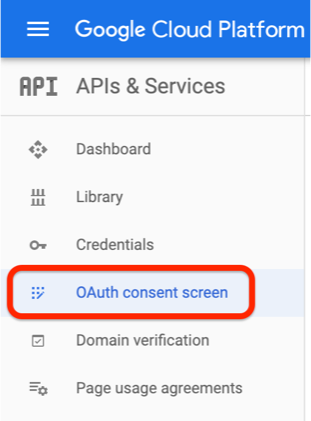 Google Cloud Platform
API APIs & Services
Dashboard
Library
Credentials
OAuth consent screen
Domain verification
Page usage agreements